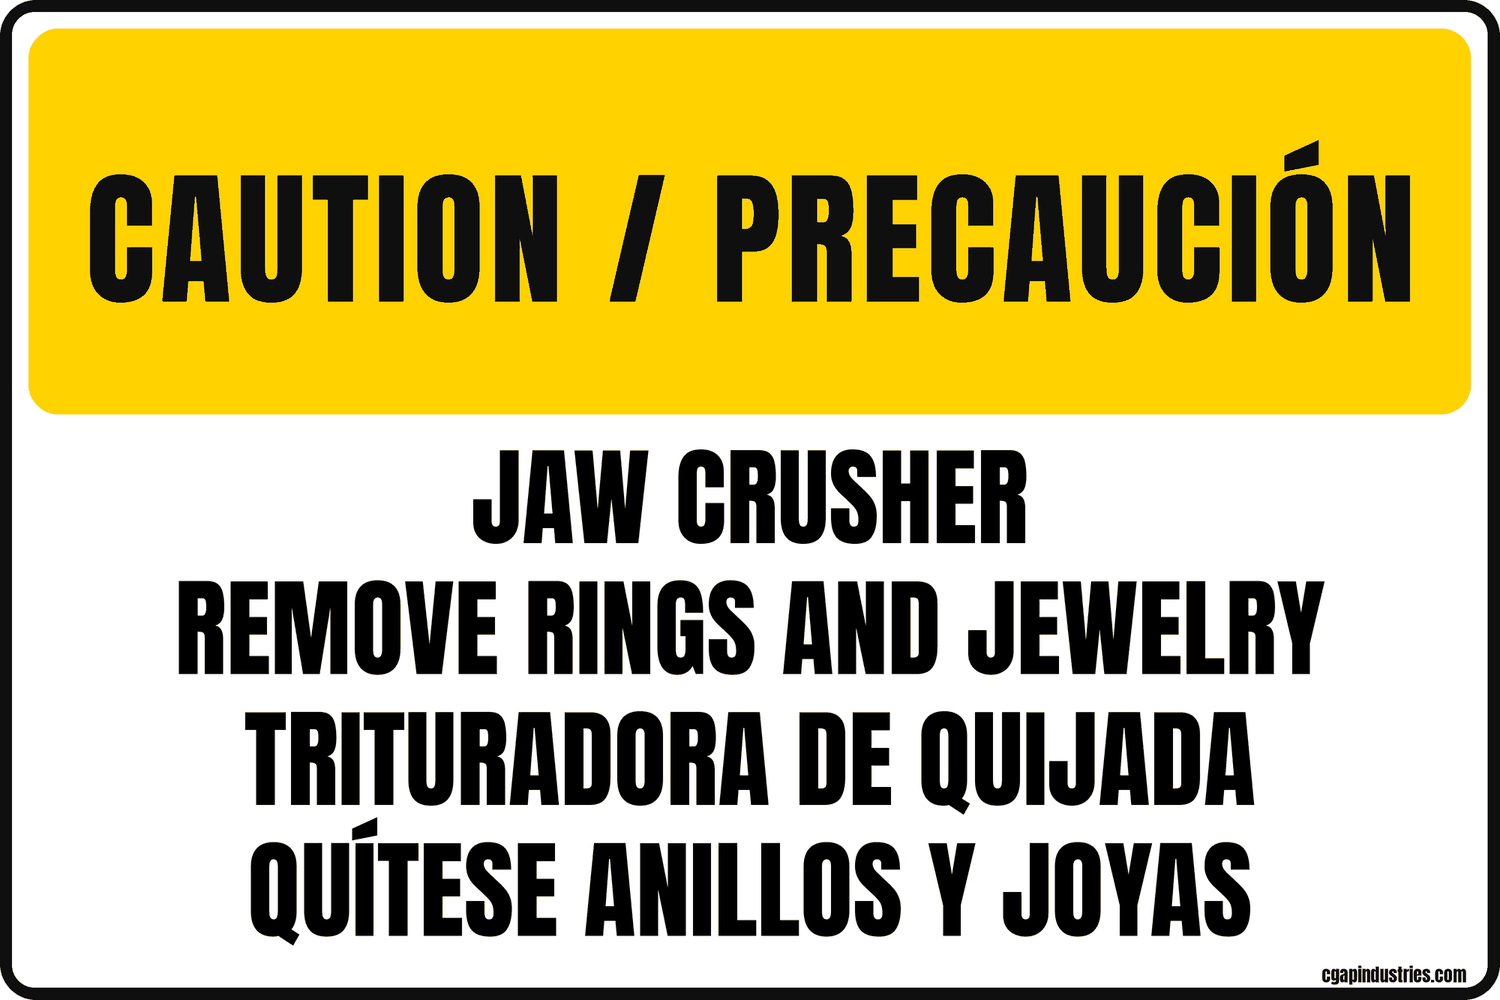 CAUTION / PRECAUCIÓN
JAW CRUSHER
REMOVE RINGS AND JEWELRY
TRITURADORA DE QUIJADA
QUÍTESE ANILLOS Y JOYAS
cgapindustries.com